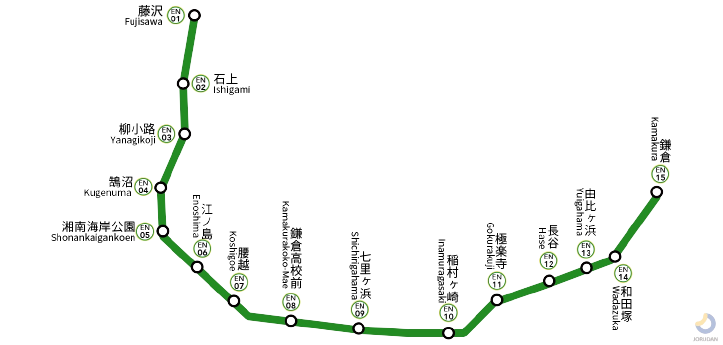 藤沢
Fujisawa
EN
01
EN
02
石上
Ishigami
柳小路
Yanagikoji
EN
03
鵠沼
Kugenuma
EN
04
湘南海岸公園
Shonankaigankoen
EN
05
江ノ島
Enoshima
EN
06
腰越
Koshigoe
EN
07
鎌倉高校前
Kamakurakoko-Mae
EN
08
七里ヶ浜
Shichirigahama
EN
09
稲村ヶ崎
Inamuragasaki
EN
10
極楽寺
Gokurakuji
EN
11
長谷
Hase
EN
12
由比ヶ浜
Yuigahama
EN
13
EN
14
和田塚
Wadazuka
鎌倉
Kamakura
EN
15
JORUDAN